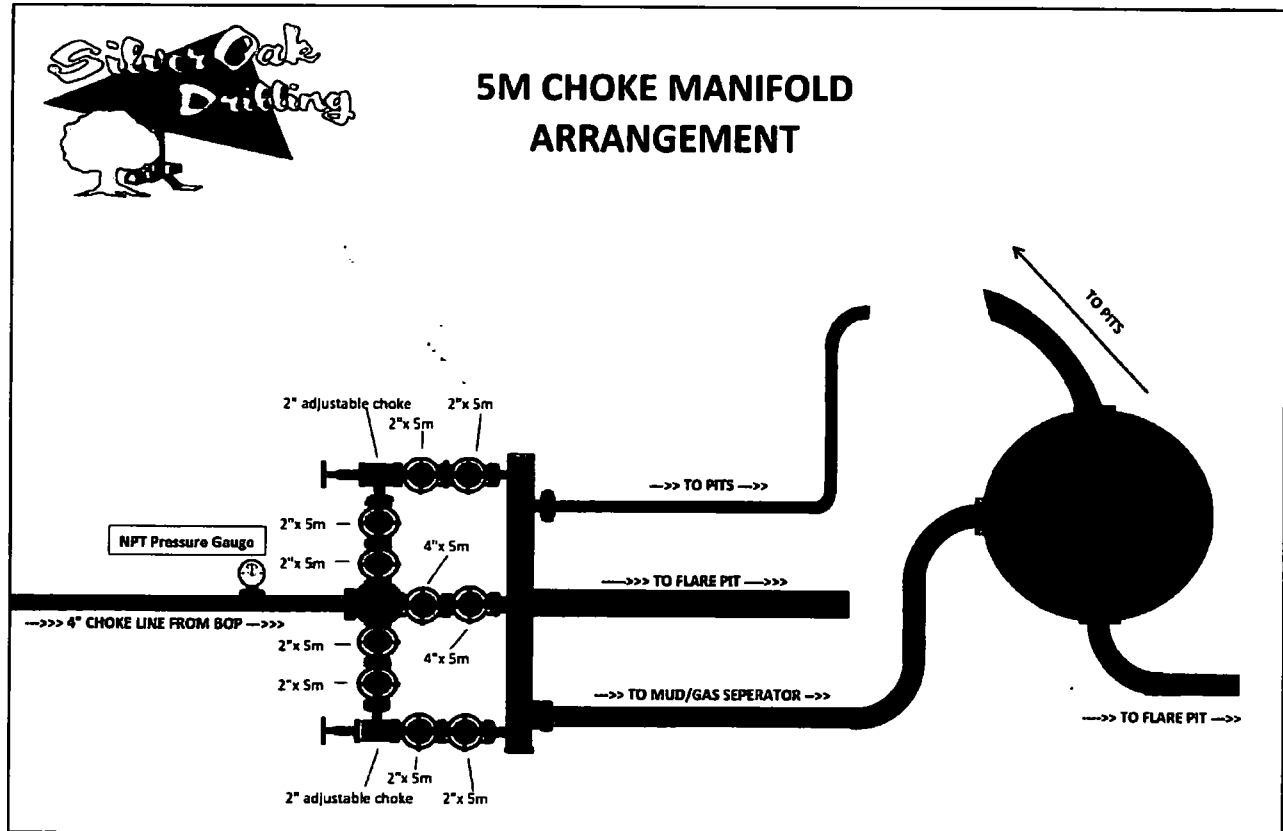 Silver Oak
Drilling
5M CHOKE MANIFOLD
ARRANGEMENT
TO PITS
2" adjustable choke
2"x 5m
2"x 5m
--->> TO PITS --->>
2"x 5m
NPT Pressure Gauge
2"x 5m
4"x 5m
--->>> TO FLARE PIT --->>>
--->>> 4" CHOKE LINE FROM BOP --->>>
2"x 5m
4"x 5m
2"x 5m
--->> TO MUD/GAS SEPERATOR -->>
--->> TO FLARE PIT --->>
2"x 5m
2" adjustable choke
2"x 5m